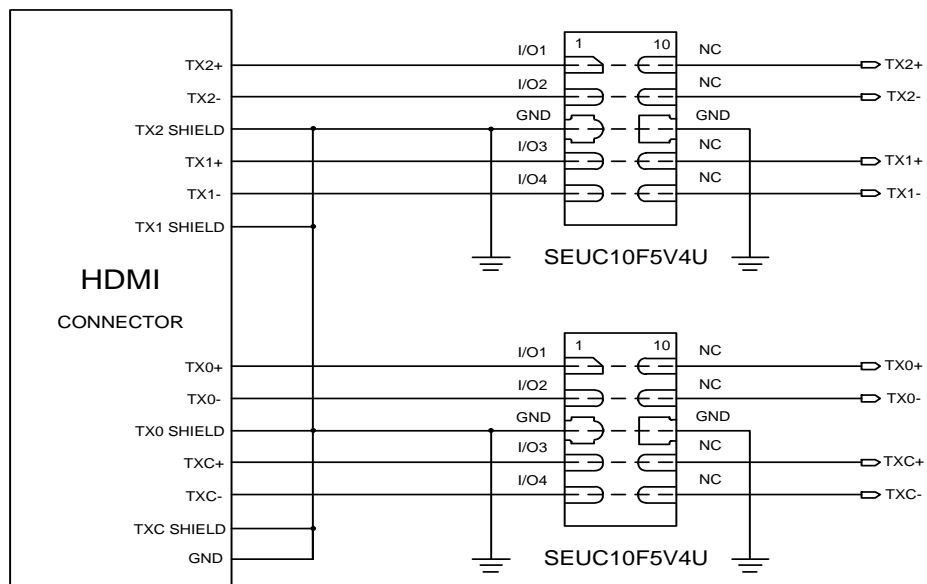 I/O1 1 10 NC
TX2+ TX2+
I/O2 NC
TX2- TX2-
GND GND
TX2 SHIELD
I/O3 NC
TX1+ TX1+
I/O4 NC
TX1- TX1-
TX1 SHIELD
SEUC10F5V4U
HDMI
CONNECTOR
I/O1 1 10 NC
TX0+ TX0+
I/O2 NC
TX0- TX0-
GND GND
TX0 SHIELD
I/O3 NC
TXC+ TXC+
I/O4 NC
TXC- TXC-
TXC SHIELD
GND
SEUC10F5V4U